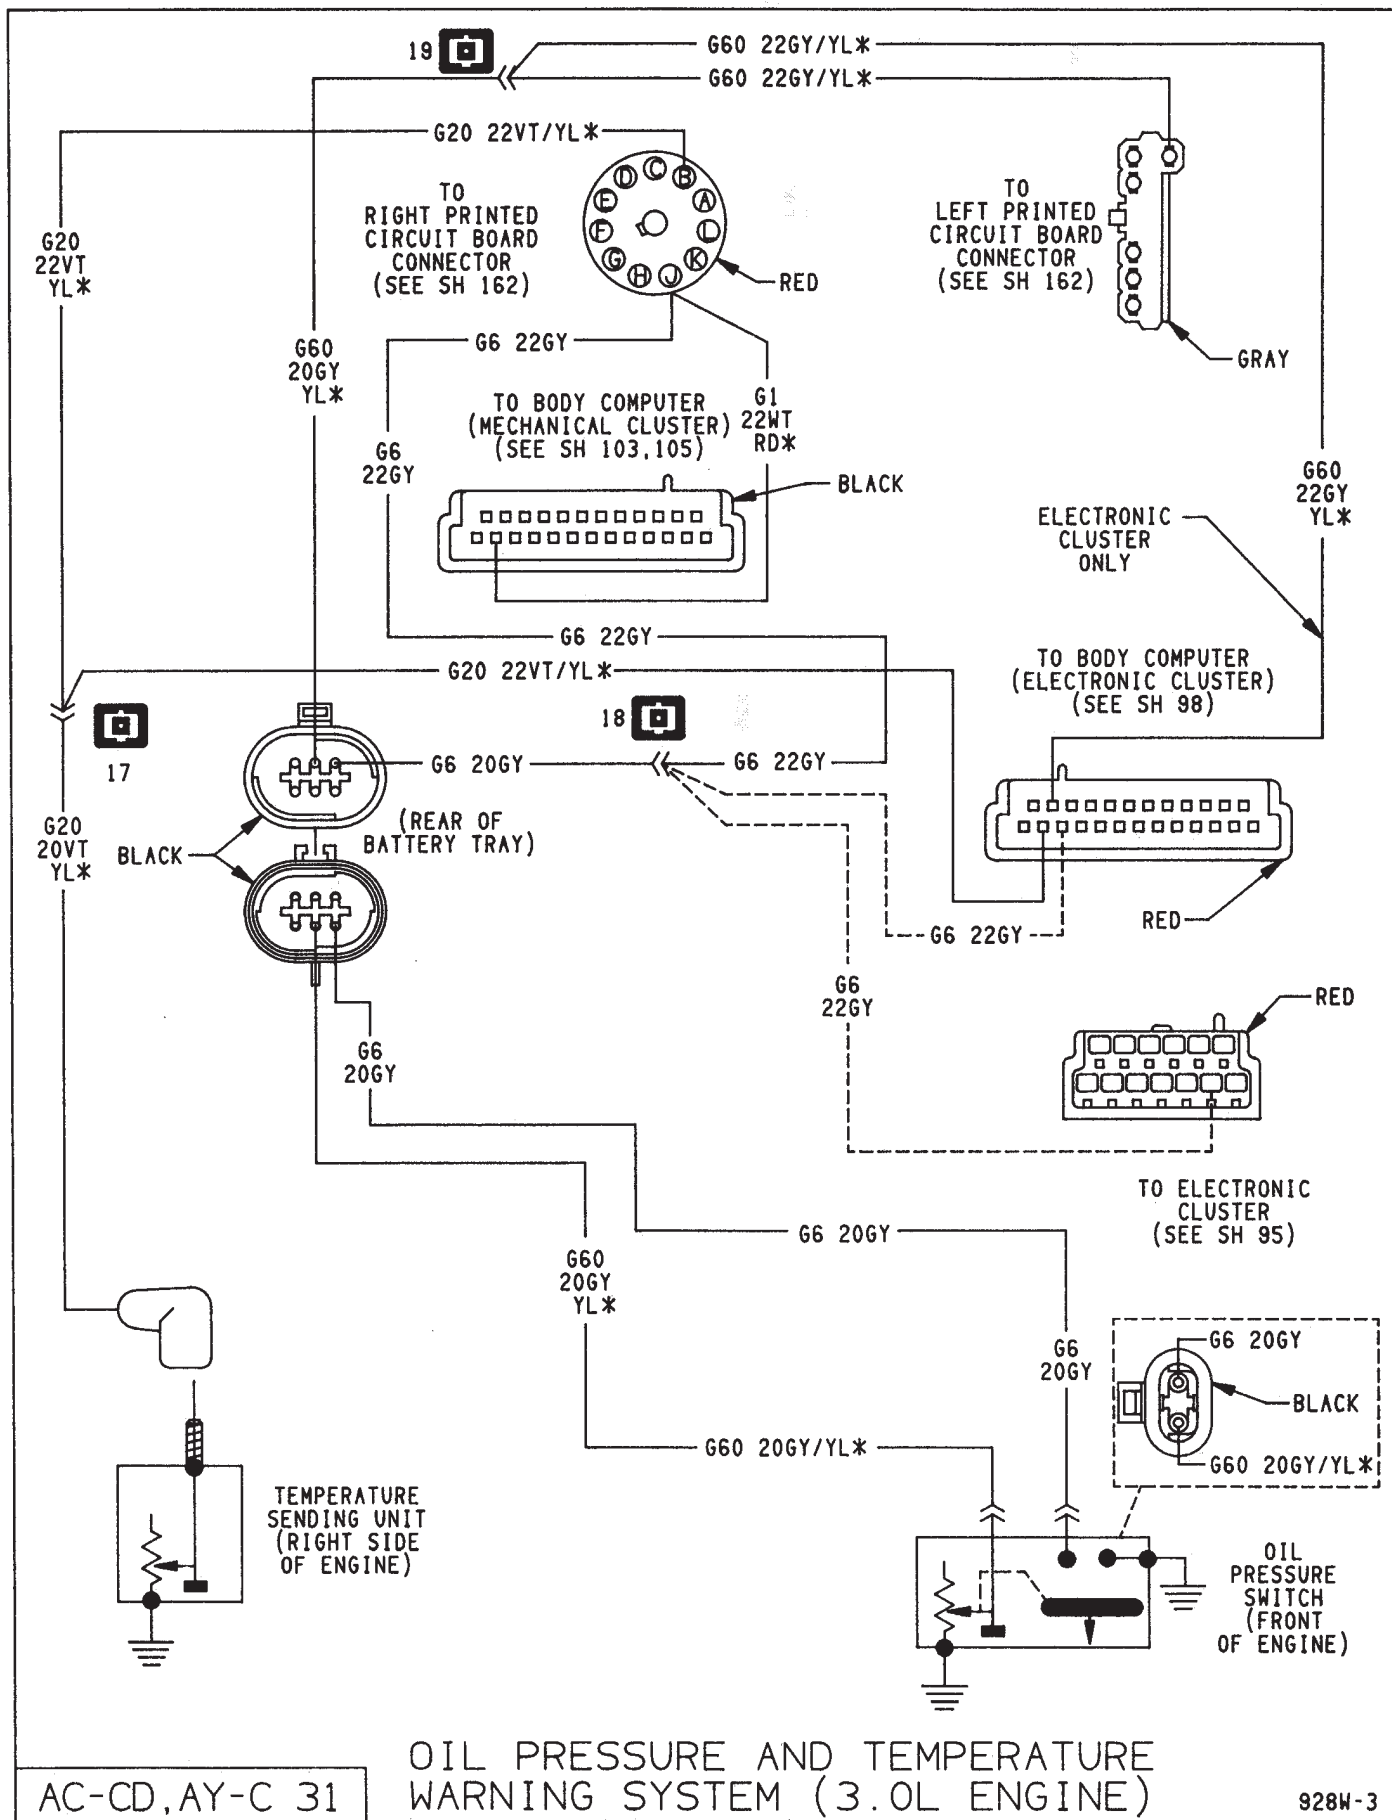 19
G60 22GY/YL*
G60 22GY/YL*
G20 22VT/YL*
TO
RIGHT PRINTED
CIRCUIT BOARD
CONNECTOR
(SEE SH 162)
C
B
D
A
E
L
F
K
G
J
H
RED
TO
LEFT PRINTED
CIRCUIT BOARD
CONNECTOR
(SEE SH 162)
GRAY
G20
22VT
YL*
G60
20GY
YL*
G6 22GY
G1
22WT
RD*
TO BODY COMPUTER
(MECHANICAL CLUSTER)
(SEE SH 103,105)
BLACK
G6
22GY
G60
22GY
YL*
ELECTRONIC
CLUSTER
ONLY
G6 22GY
G20 22VT/YL*
TO BODY COMPUTER
(ELECTRONIC CLUSTER)
(SEE SH 98)
17
18
G6 20GY
G6 22GY
(REAR OF
BATTERY TRAY)
G20
20VT
YL*
BLACK
RED
G6 22GY
G6
22GY
RED
G6
20GY
TO ELECTRONIC
CLUSTER
(SEE SH 95)
G6 20GY
G60
20GY
YL*
G6
20GY
G6 20GY
BLACK
G60 20GY/YL*
G60 20GY/YL*
TEMPERATURE
SENDING UNIT
(RIGHT SIDE
OF ENGINE)
OIL
PRESSURE
SWITCH
(FRONT
OF ENGINE)
AC-CD,AY-C 31
OIL PRESSURE AND TEMPERATURE
WARNING SYSTEM (3.0L ENGINE)
928W-3